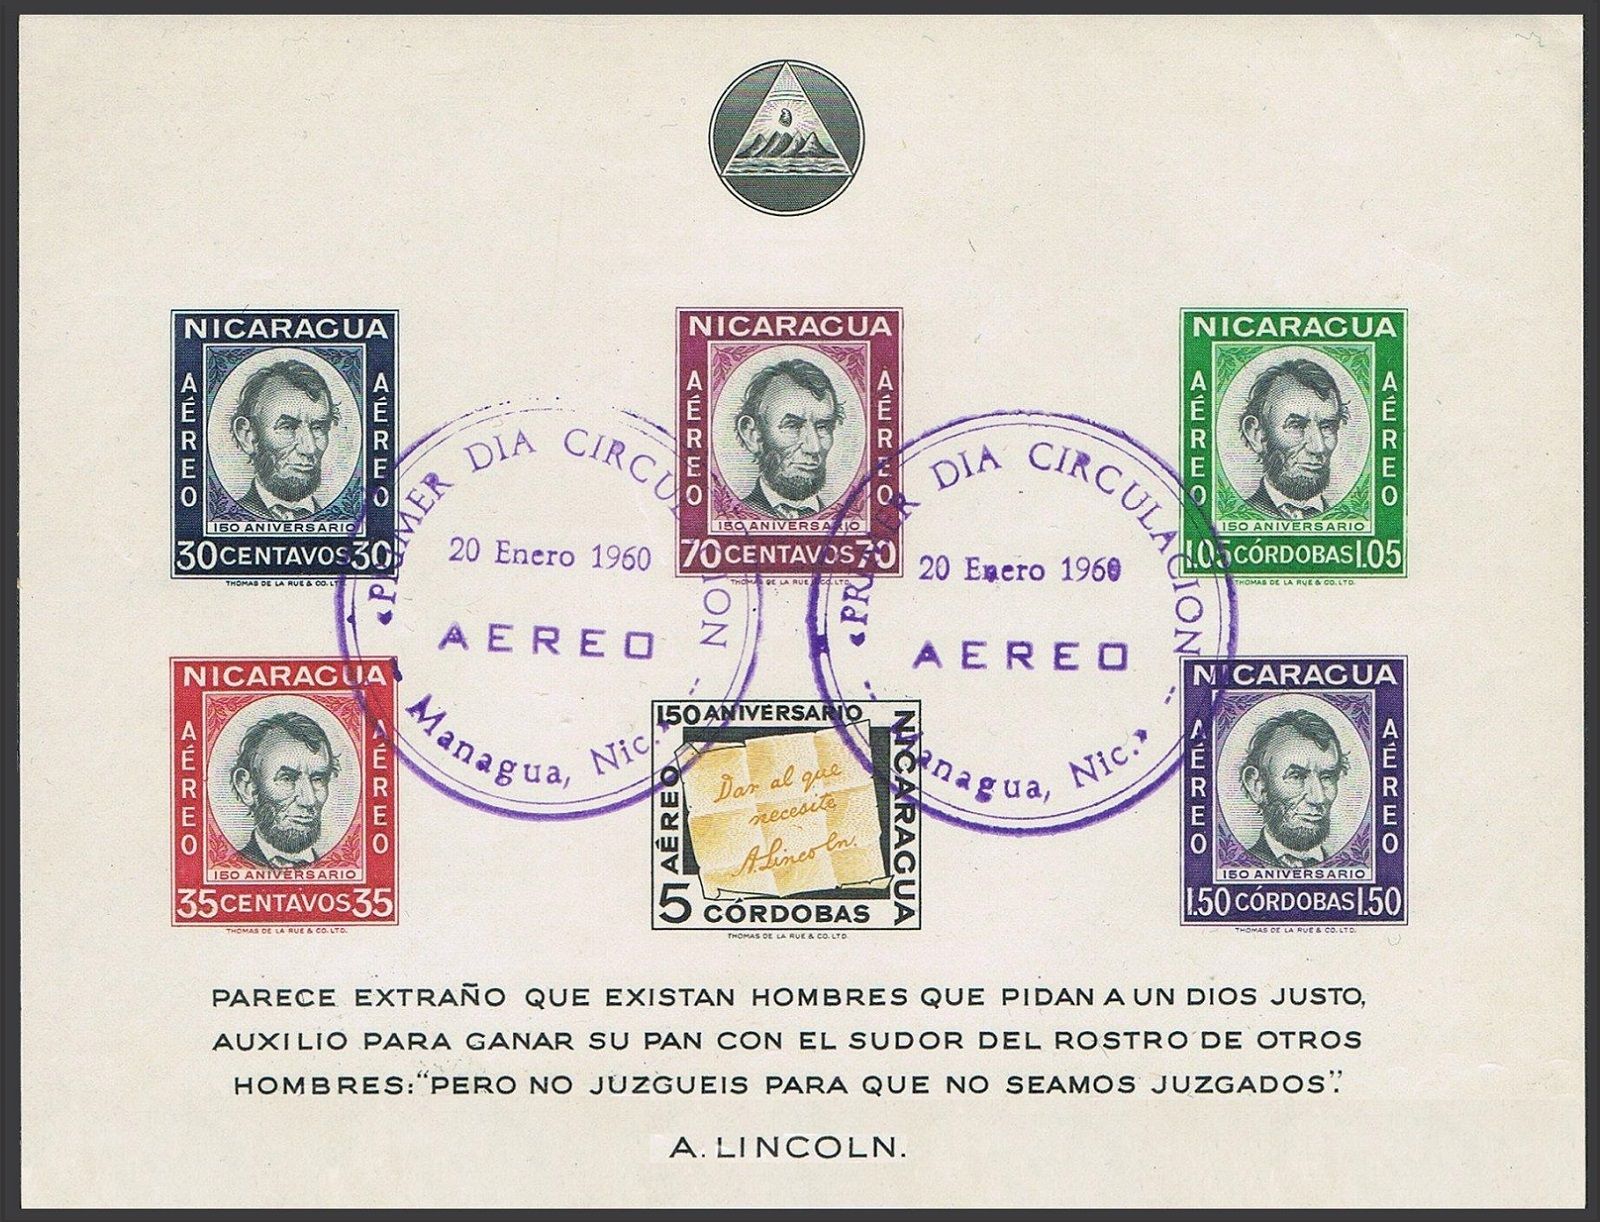 NICARAGUA
AÉREO
AÉREO
150 ANIVERSARIO
30 CENTAVOS 30
THOMAS DE LA RUE & CO. LTD.
NICARAGUA
AÉREO
AÉREO
150 ANIVERSARIO
70 CENTAVOS 70
THOMAS DE LA RUE & CO. LTD.
NICARAGUA
AÉREO
AÉREO
150 ANIVERSARIO
1.05 CÓRDOBAS 1.05
THOMAS DE LA RUE & CO. LTD.
PRIMER DIA CIRCULACION
20 Enero 1960
AEREO
Managua, Nic.
PRIMER DIA CIRCULACION
20 Enero 1960
AEREO
Managua, Nic.
NICARAGUA
AÉREO
AÉREO
150 ANIVERSARIO
35 CENTAVOS 35
THOMAS DE LA RUE & CO. LTD.
150 ANIVERSARIO
NICARAGUA
AÉREO
Dar al que
necesite
A. Lincoln.
5 CÓRDOBAS
THOMAS DE LA RUE & CO. LTD.
NICARAGUA
AÉREO
AÉREO
150 ANIVERSARIO
1.50 CÓRDOBAS 1.50
THOMAS DE LA RUE & CO. LTD.
PARECE EXTRAÑO QUE EXISTAN HOMBRES QUE PIDAN A UN DIOS JUSTO,
AUXILIO PARA GANAR SU PAN CON EL SUDOR DEL ROSTRO DE OTROS
HOMBRES: "PERO NO JUZGUEIS PARA QUE NO SEAMOS JUZGADOS".
A. LINCOLN.